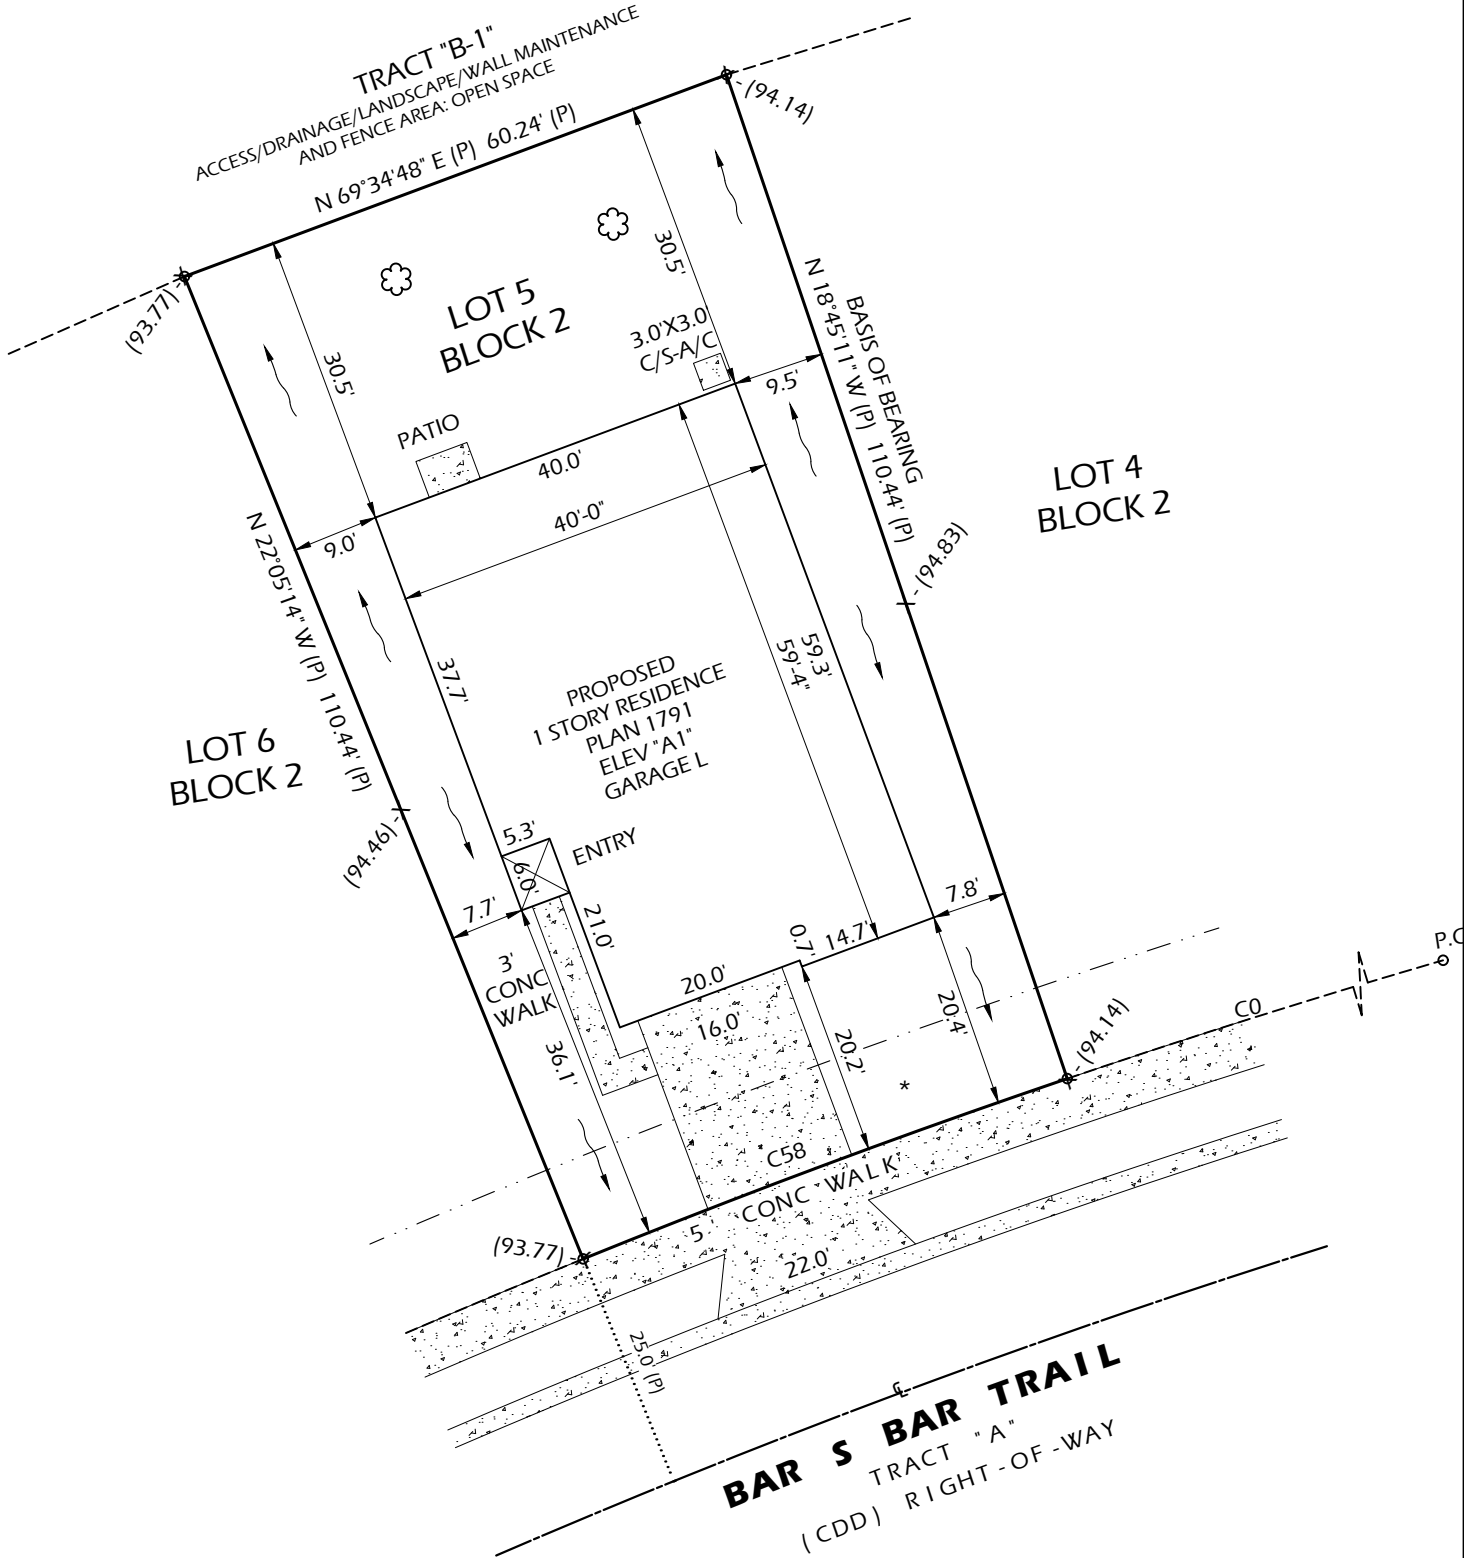 TRACT "B-1"
ACCESS/DRAINAGE/LANDSCAPE/WALL MAINTENANCE
AND FENCE AREA: OPEN SPACE
N 69°34'48" E (P)  60.24' (P)
(94.14)
(93.77)
30.5'
30.5'
LOT 5
BLOCK 2
3.0'X3.0'
C/S-A/C
N 18°45'11" W (P)  110.44' (P)
BASIS OF BEARING
9.5'
PATIO
40.0'
40'-0"
9.0'
LOT 4
BLOCK 2
(94.83)
N 22°05'14" W (P)  110.44' (P)
37.7'
59.3'
59'-4"
PROPOSED
1 STORY RESIDENCE
PLAN 1791
ELEV "A1"
GARAGE L
LOT 6
BLOCK 2
(94.46)
5.3'
6.0'
ENTRY
7.7'
21.0'
7.8'
14.7'
0.7'
20.0'
3'
CONC
WALK
16.0'
36.1'
20.2'
20.4'
*
P.C
C0
(94.14)
C58
5' CONC WALK
(93.77)
22.0'
25.0' (P)
℄
BAR S BAR TRAIL
TRACT "A"
(CDD) RIGHT-OF-WAY